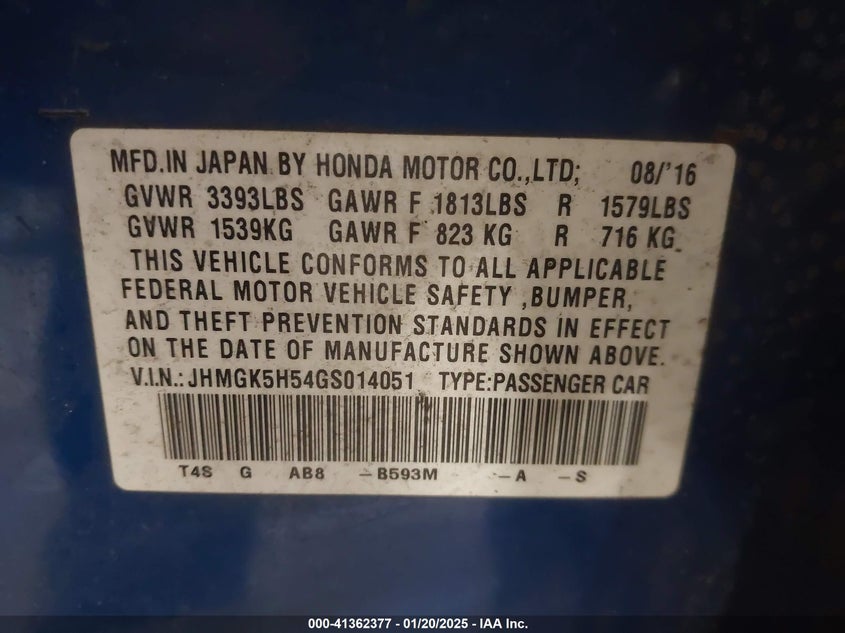 MFD.IN JAPAN BY HONDA MOTOR CO.,LTD; 08/'16
GVWR 3393LBS GAWR F 1813LBS R 1579LBS
GVWR 1539KG GAWR F 823 KG R 716 KG
THIS VEHICLE CONFORMS TO ALL APPLICABLE
FEDERAL MOTOR VEHICLE SAFETY ,BUMPER,
AND THEFT PREVENTION STANDARDS IN EFFECT
ON THE DATE OF MANUFACTURE SHOWN ABOVE.
V.I.N.: JHMGK5H54GS014051 TYPE:PASSENGER CAR
T4S G AB8 -B593M -A -S
000-41362377 - 01/20/2025 - IAA Inc.